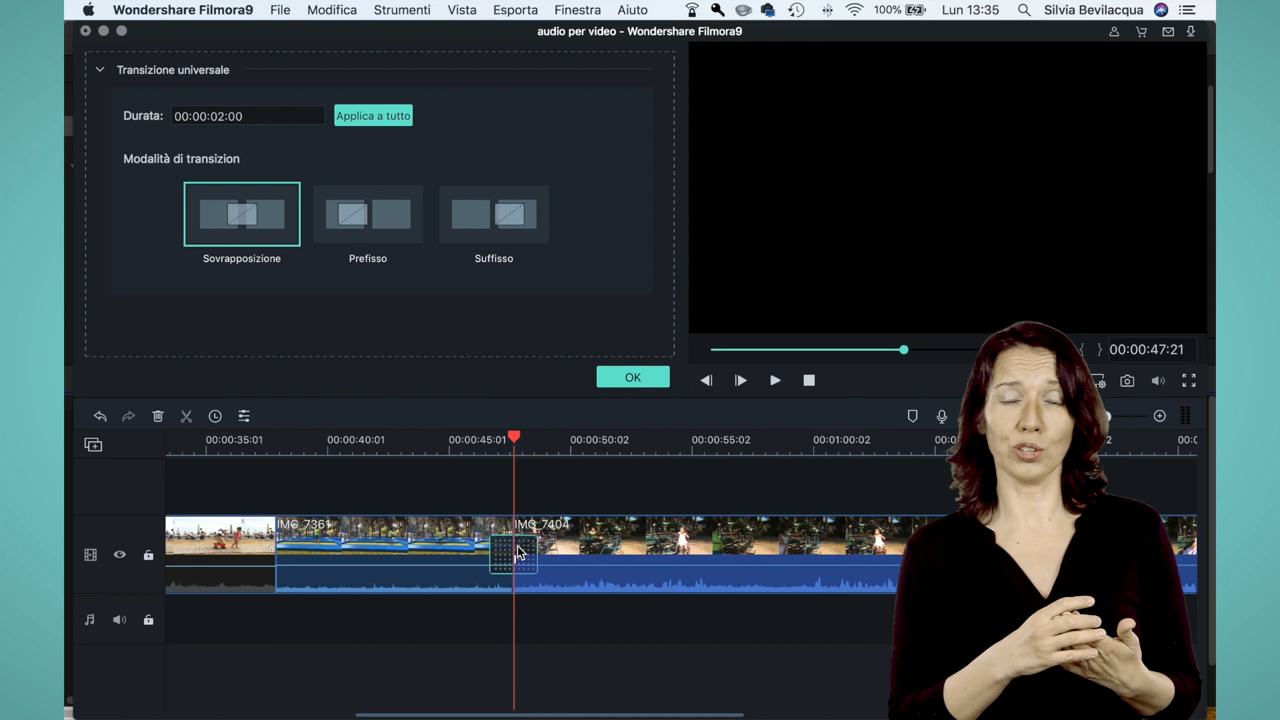 Wondershare Filmora9 File Modifica Strumenti Vista Esporta Finestra Aiuto 100% Lun 13:35 Silvia Bevilacqua
audio per video - Wondershare Filmora9
Transizione universale
Durata: 00:00:02:00 Applica a tutto
Modalità di transizion
Sovrapposizione Prefisso Suffisso
00:00:47:21
OK
00:00:35:01 00:00:40:01 00:00:45:01 00:00:50:02 00:00:55:02 00:01:00:02
IMG_7361 IMG_7404